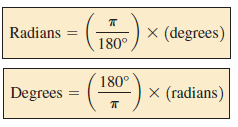 Radians = (π / 180°) × (degrees)
Degrees = (180° / π) × (radians)